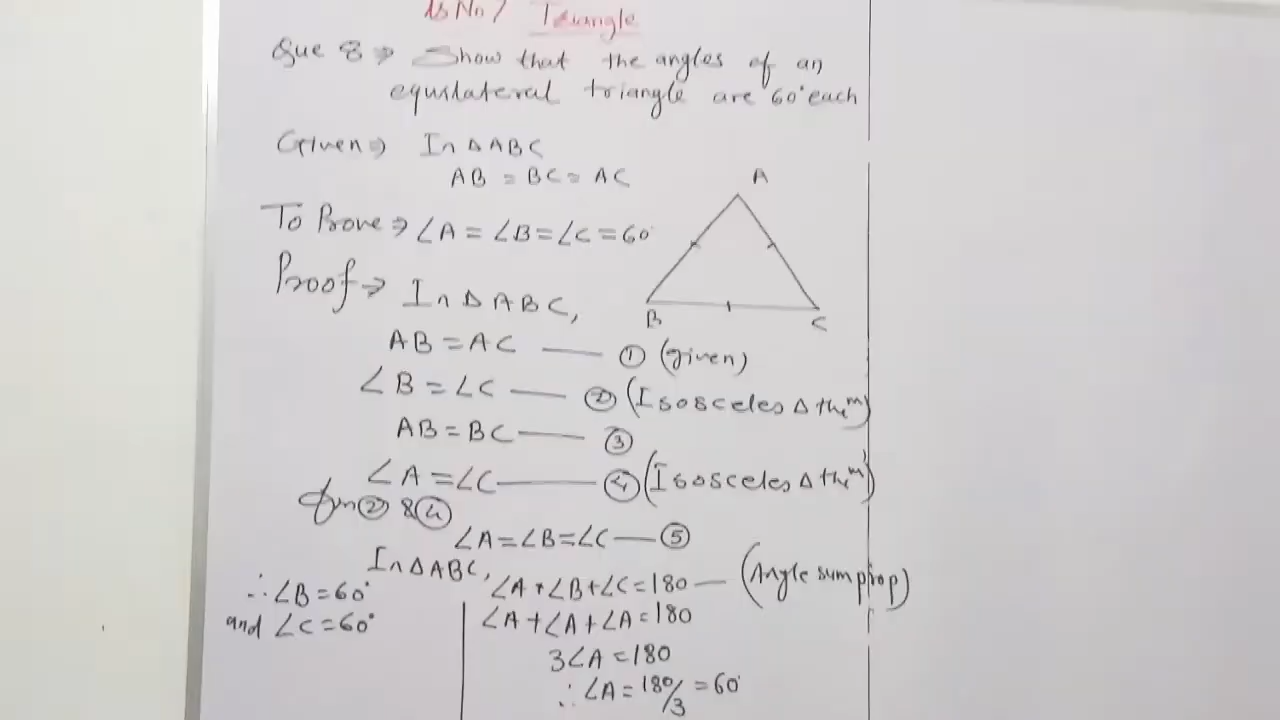 Triangle
Que 8 ⇒ Show that the angles of an
equilateral triangle are 60° each
Given ⇒ In △ ABC
AB = BC = AC
To Prove ⇒ ∠A = ∠B = ∠C = 60°
A
B
C
Proof ⇒ In △ ABC,
AB = AC — ① (given)
∠B = ∠C — ② (Isosceles △ thm)
AB = BC — ③
∠A = ∠C — ④ (Isosceles △ thm)
② & ④
∠A = ∠B = ∠C — ⑤
In △ ABC,
∠A + ∠B + ∠C = 180 — (Angle sum prop)
∠A + ∠A + ∠A = 180
3∠A = 180
∴ ∠A = 180/3 = 60°
∴ ∠B = 60°
and ∠C = 60°